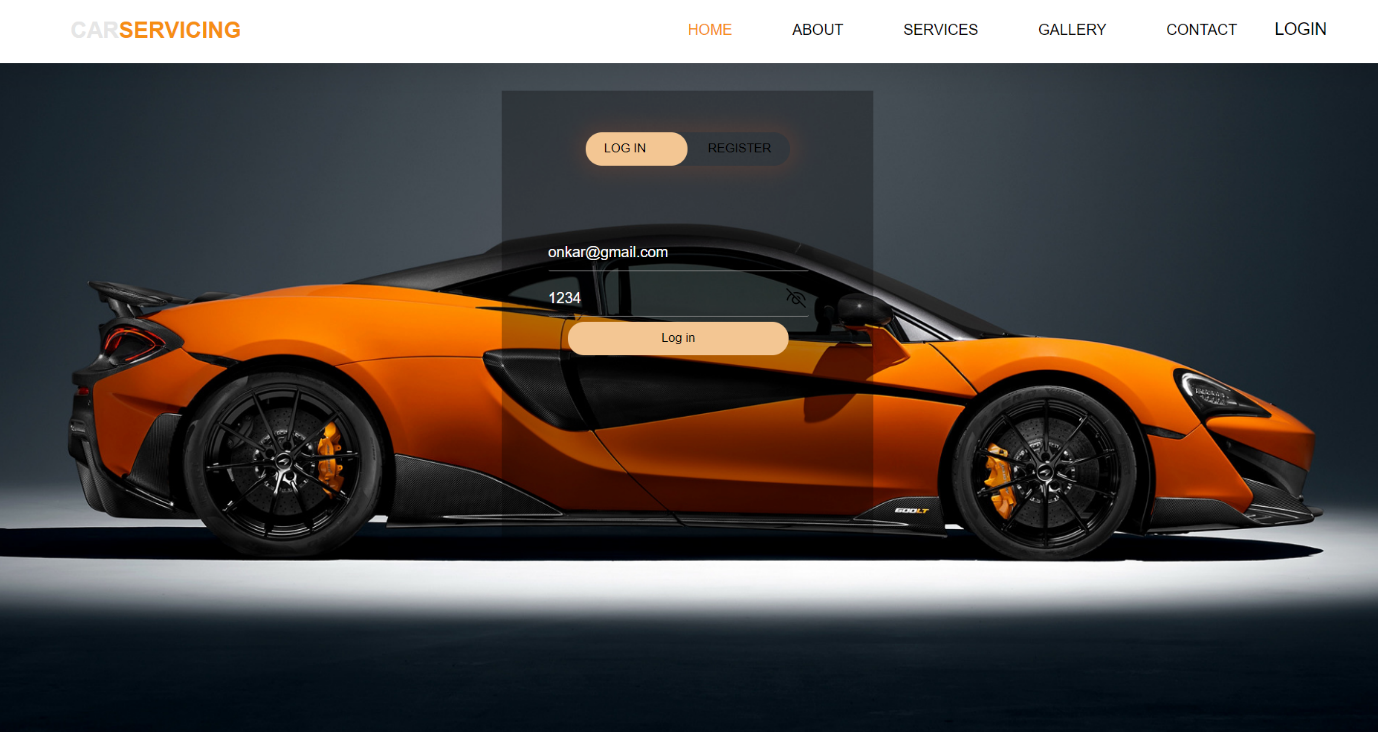 CARSERVICING HOME ABOUT SERVICES GALLERY CONTACT LOGIN
LOG IN REGISTER
onkar@gmail.com
1234
Log in
600LT